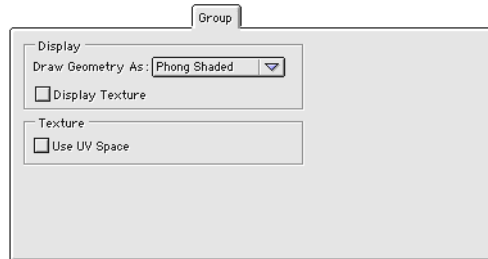 Group
Display
Draw Geometry As: Phong Shaded
Display Texture
Texture
Use UV Space